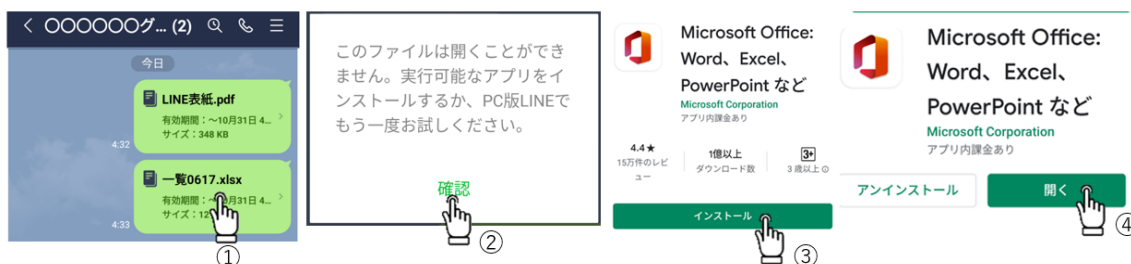 〇〇〇〇〇〇グ... (2)
今日
LINE表紙.pdf
有効期間：～10月31日 4...
サイズ：348 KB
4:32
一覧0617.xlsx
有効期間：～10月31日 4...
サイズ：12
4:33
①
このファイルは開くことができ
ません。実行可能なアプリをイ
ンストールするか、PC版LINEで
もう一度お試しください。
確認
②
Microsoft Office:
Word、Excel、
PowerPoint など
Microsoft Corporation
アプリ内課金あり
4.4★
15万件のレビ
ュー
1億以上
ダウンロード数
3+
3 歳以上
インストール
③
Microsoft Office:
Word、Excel、
PowerPoint など
Microsoft Corporation
アプリ内課金あり
アンインストール
開く
④